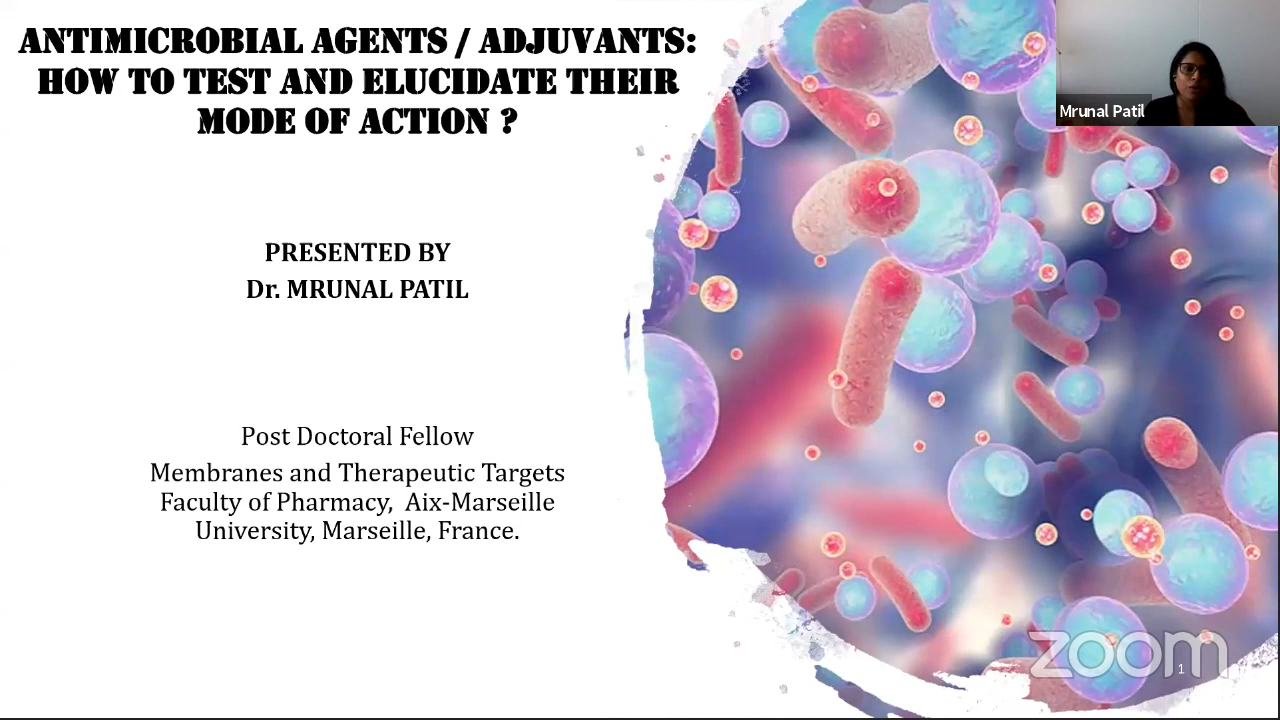 ANTIMICROBIAL AGENTS / ADJUVANTS:
HOW TO TEST AND ELUCIDATE THEIR
MODE OF ACTION ?
Mrunal Patil
PRESENTED BY
Dr. MRUNAL PATIL
Post Doctoral Fellow
Membranes and Therapeutic Targets
Faculty of Pharmacy, Aix-Marseille
University, Marseille, France.
zoom
1